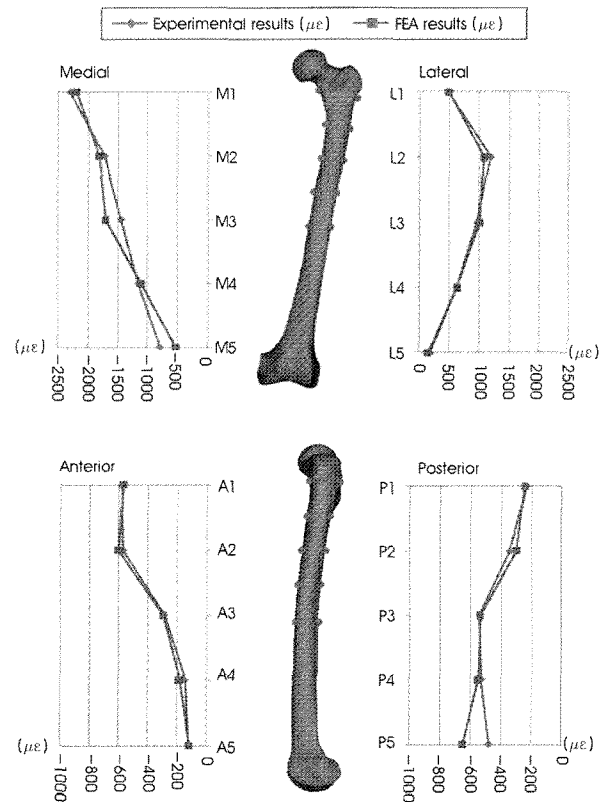 Experimental results (με) FEA results (με)
Medial
M1
M2
M3
M4
M5
(με)
-2500
-2000
-1500
-1000
-500
0
Lateral
L1
L2
L3
L4
L5
(με)
0
500
1000
1500
2000
2500
Anterior
A1
A2
A3
A4
A5
(με)
-1000
-800
-600
-400
-200
0
Posterior
P1
P2
P3
P4
P5
(με)
-1000
-800
-600
-400
-200
0